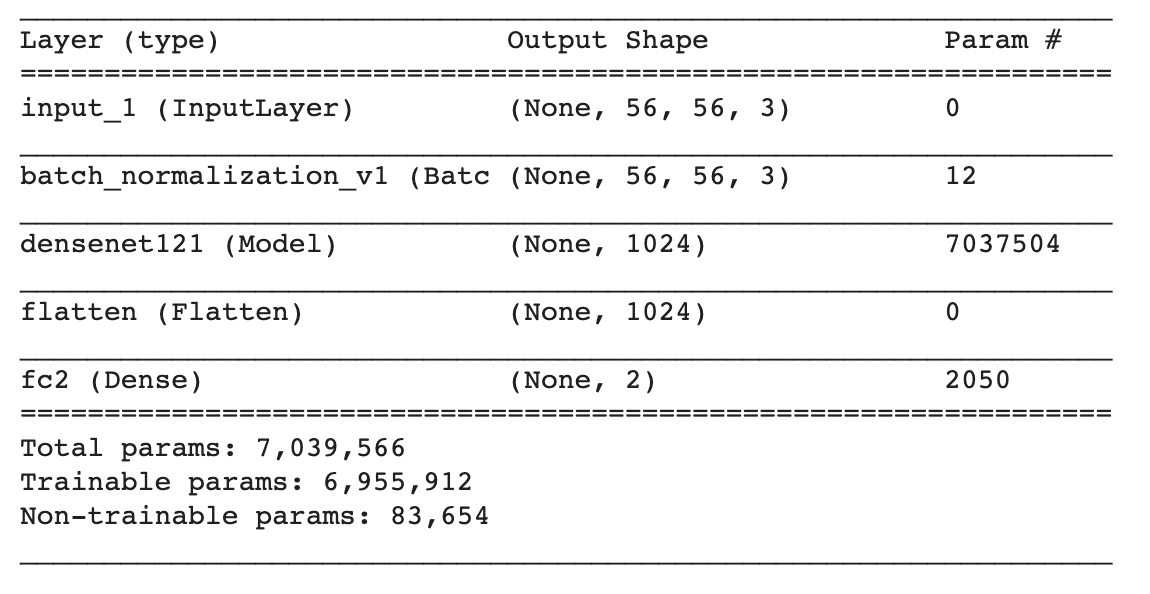 Layer (type) Output Shape Param #
=================================================================
input_1 (InputLayer) (None, 56, 56, 3) 0
batch_normalization_v1 (Batc (None, 56, 56, 3) 12
densenet121 (Model) (None, 1024) 7037504
flatten (Flatten) (None, 1024) 0
fc2 (Dense) (None, 2) 2050
=================================================================
Total params: 7,039,566
Trainable params: 6,955,912
Non-trainable params: 83,654